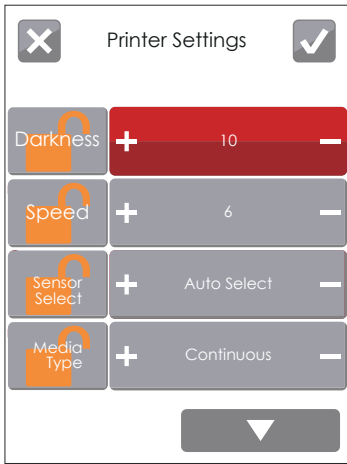 Printer Settings
Darkness
+ 10 −
Speed
+ 6 −
Sensor
Select
+ Auto Select −
Media
Type
+ Continuous −